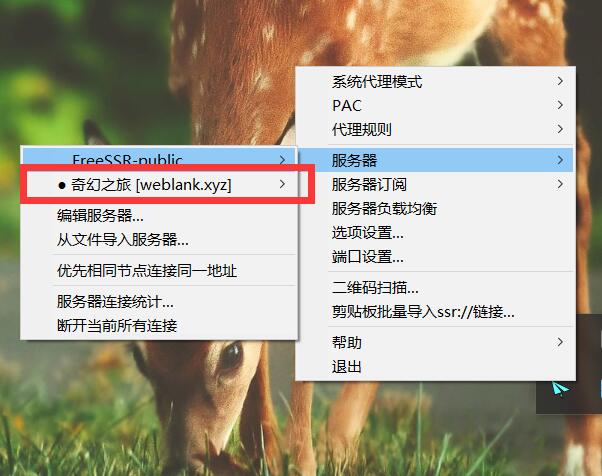 系统代理模式
PAC
代理规则
服务器
服务器订阅
服务器负载均衡
选项设置...
端口设置...
二维码扫描...
剪贴板批量导入ssr://链接...
帮助
退出
FreeSSR-public
● 奇幻之旅 [weblank.xyz]
编辑服务器...
从文件导入服务器...
优先相同节点连接同一地址
服务器连接统计...
断开当前所有连接